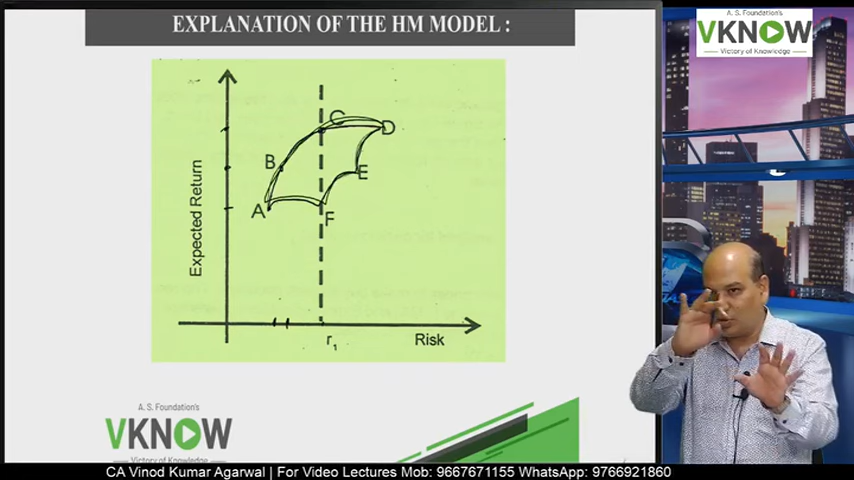 EXPLANATION OF THE HM MODEL :
A. S. Foundation's
VKNOW
Victory of Knowledge
C
D
B
E
A
F
Expected Return
r1
Risk
A. S. Foundation's
VKNOW
Victory of Knowledge
CA Vinod Kumar Agarwal | For Video Lectures Mob: 9667671155 WhatsApp: 9766921860